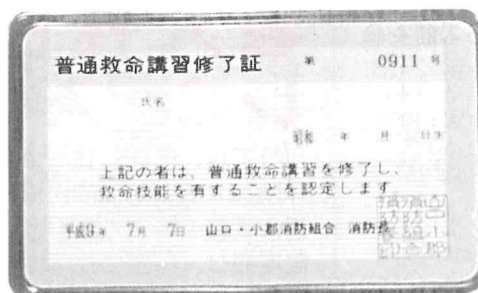 普通救命講習修了証 第 0911 号
氏名
昭和 年 月 日生
上記の者は、普通救命講習を修了し、
救命技能を有することを認定します
平成9年 7月 7日 山口・小郡消防組合 消防長